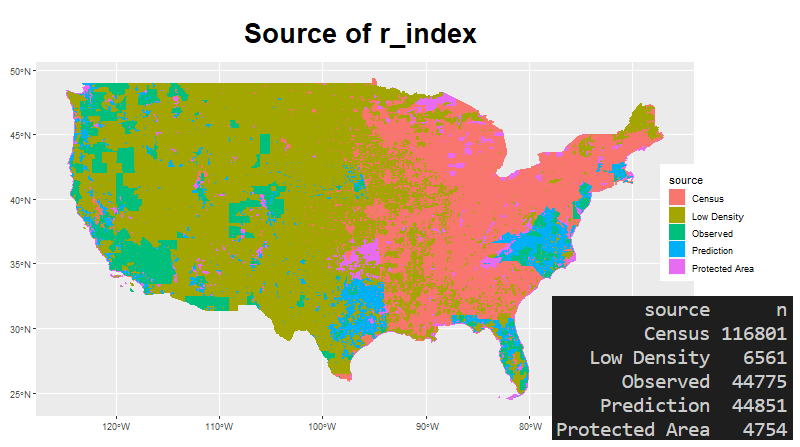 Source of r_index
50°N
45°N
40°N
35°N
30°N
25°N
120°W
110°W
100°W
90°W
80°W
source
Census
Low Density
Observed
Prediction
Protected Area
source n
Census 116801
Low Density 6561
Observed 44775
Prediction 44851
Protected Area 4754